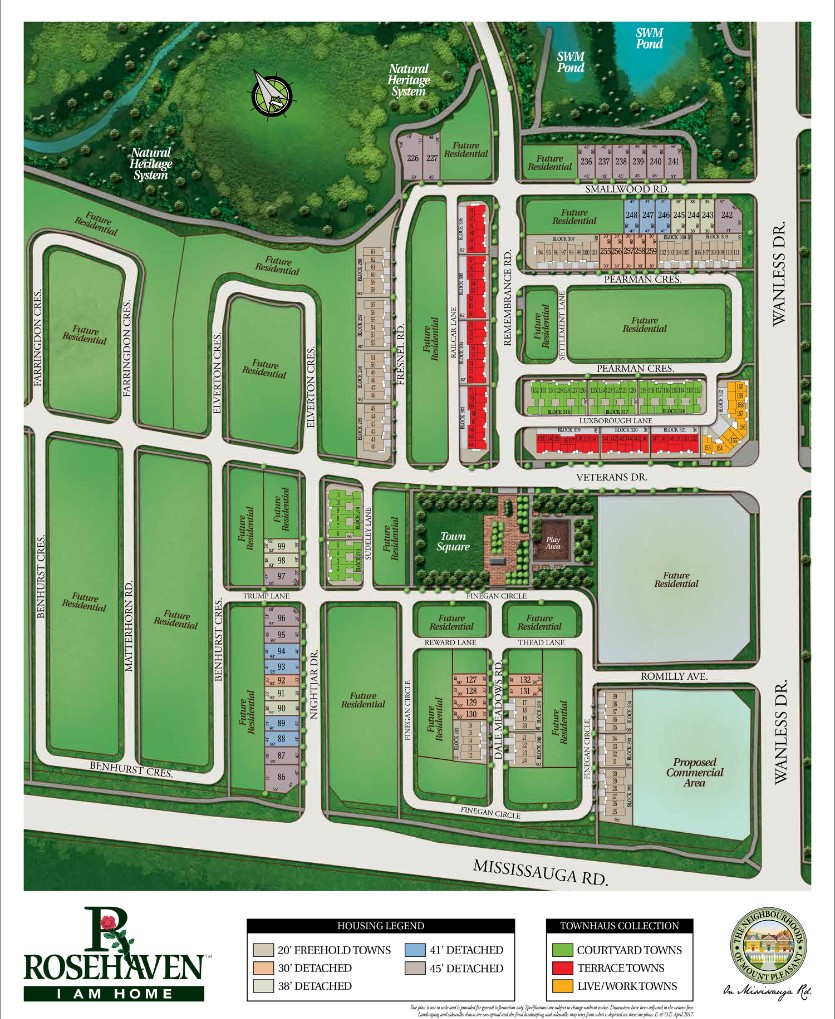 SWM
Pond
SWM
Pond
Natural
Heritage
System
Natural
Heritage
System
226 227
Future
Residential
Future
Residential
236 237 238 239 240 241
SMALLWOOD RD.
Future
Residential
248 247 246 245 244 243 242
255 256 257 258 259
PEARMAN CRES.
Future
Residential
Future
Residential
FARRINGDON CRES.
Future
Residential
FARRINGDON CRES.
ELVERTON CRES.
Future
Residential
ELVERTON CRES.
FRESNEL RD.
Future
Residential
RAILCAR LANE
REMEMBRANCE RD.
Future
Residential
SETTLEMENT LANE
Future
Residential
WANLESS DR.
PEARMAN CRES.
LUXBOROUGH LANE
VETERANS DR.
BENHURST CRES.
Future
Residential
MATTERHORN RD.
Future
Residential
BENHURST CRES.
Future
Residential
Future
Residential
99
98
97
SUDELEY LANE
Future
Residential
Town
Square
Play
Area
Future
Residential
TRUMP LANE
FINEGAN CIRCLE
Future
Residential
Future
Residential
REWARD LANE
THEAD LANE
ROMILLY AVE.
Future
Residential
96
95
94
93
92
91
90
89
88
87
86
NIGHTJAR DR.
Future
Residential
FINEGAN CIRCLE
Future
Residential
127
128
129
130
DALE MEADOWS RD.
132
131
Future
Residential
FINEGAN CIRCLE
Proposed
Commercial
Area
WANLESS DR.
BENHURST CRES.
FINEGAN CIRCLE
MISSISSAUGA RD.
R
ROSEHAVEN™
I AM HOME
HOUSING LEGEND
20' FREEHOLD TOWNS
30' DETACHED
38' DETACHED
41' DETACHED
45' DETACHED
TOWNHAUS COLLECTION
COURTYARD TOWNS
TERRACE TOWNS
LIVE/WORK TOWNS
THE NEIGHBOURHOODS
OF MOUNT PLEASANT
On Mississauga Rd.